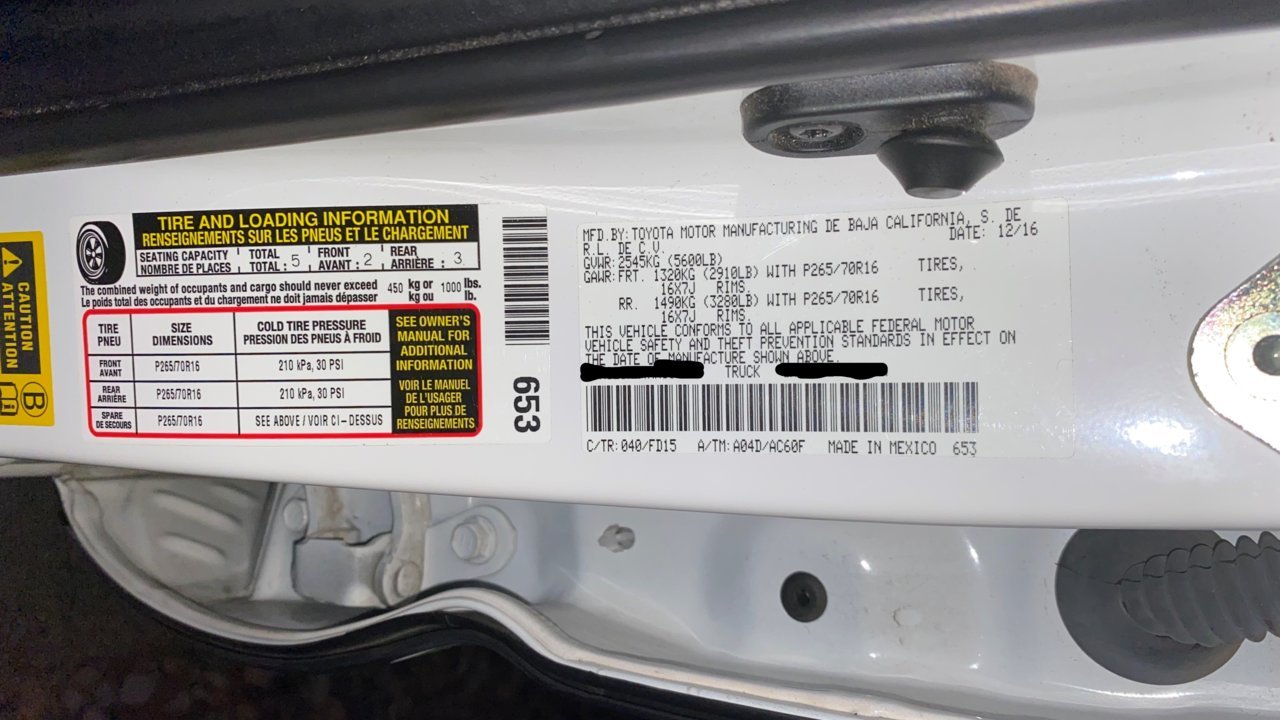 CAUTION
ATTENTION
B
TIRE AND LOADING INFORMATION
RENSEIGNEMENTS SUR LES PNEUS ET LE CHARGEMENT
SEATING CAPACITY TOTAL FRONT REAR
NOMBRE DE PLACES TOTAL : 5 AVANT : 2 ARRIÈRE : 3
The combined weight of occupants and cargo should never exceed 450 kg or 1000 lbs.
Le poids total des occupants et du chargement ne doit jamais dépasser kg ou lb.
TIRE SIZE COLD TIRE PRESSURE
PNEU DIMENSIONS PRESSION DES PNEUS À FROID
FRONT
AVANT P265/70R16 210 kPa, 30 PSI
REAR
ARRIÈRE P265/70R16 210 kPa, 30 PSI
SPARE
DE SECOURS P265/70R16 SEE ABOVE / VOIR CI-DESSUS
SEE OWNER'S
MANUAL FOR
ADDITIONAL
INFORMATION
VOIR LE MANUEL
DE L'USAGER
POUR PLUS DE
RENSEIGNEMENTS
653
MFD.BY:TOYOTA MOTOR MANUFACTURING DE BAJA CALIFORNIA, S. DE
R.L. DE C.V. DATE: 12/16
GVWR:2545KG (5600LB)
GAWR:FRT. 1320KG (2910LB) WITH P265/70R16 TIRES,
16X7J RIMS.
RR. 1490KG (3280LB) WITH P265/70R16 TIRES,
16X7J RIMS.
THIS VEHICLE CONFORMS TO ALL APPLICABLE FEDERAL MOTOR
VEHICLE SAFETY AND THEFT PREVENTION STANDARDS IN EFFECT ON
THE DATE OF MANUFACTURE SHOWN ABOVE.
TRUCK
C/TR:040/FD15 A/TM:A04D/AC60F MADE IN MEXICO 653